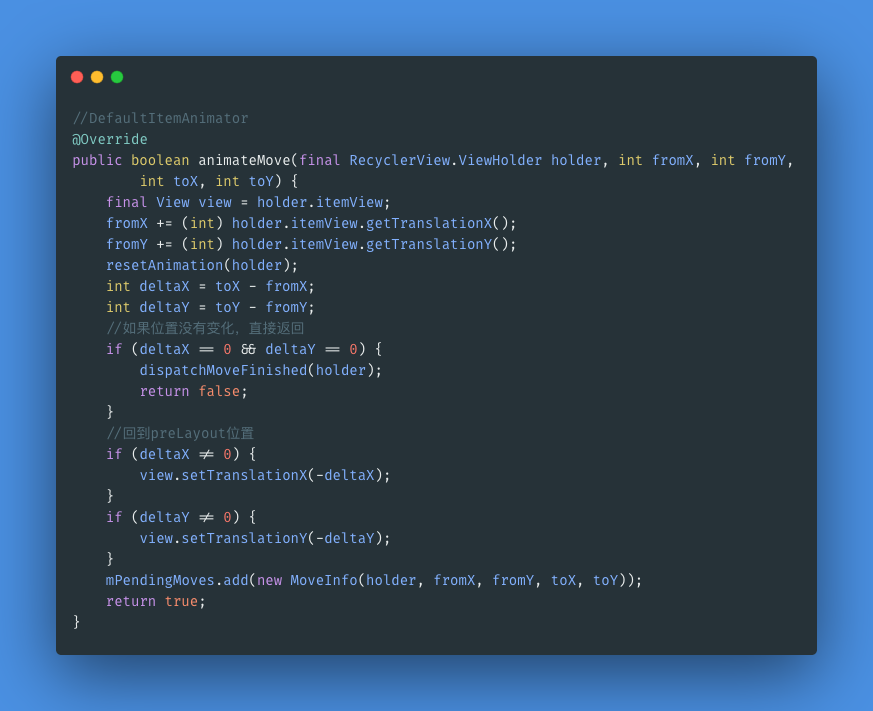 //DefaultItemAnimator
@Override
public boolean animateMove(final RecyclerView.ViewHolder holder, int fromX, int fromY,
        int toX, int toY) {
    final View view = holder.itemView;
    fromX += (int) holder.itemView.getTranslationX();
    fromY += (int) holder.itemView.getTranslationY();
    resetAnimation(holder);
    int deltaX = toX - fromX;
    int deltaY = toY - fromY;
    //如果位置没有变化，直接返回
    if (deltaX == 0 && deltaY == 0) {
        dispatchMoveFinished(holder);
        return false;
    }
    //回到preLayout位置
    if (deltaX != 0) {
        view.setTranslationX(-deltaX);
    }
    if (deltaY != 0) {
        view.setTranslationY(-deltaY);
    }
    mPendingMoves.add(new MoveInfo(holder, fromX, fromY, toX, toY));
    return true;
}